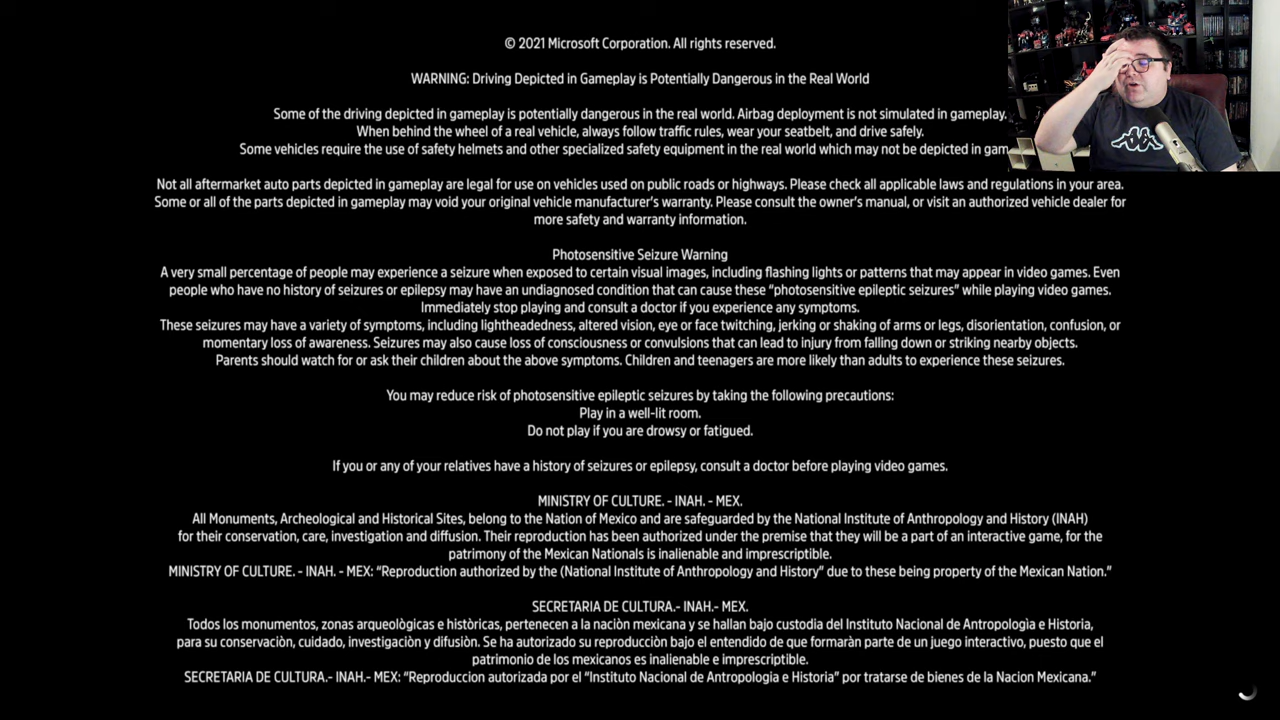 © 2021 Microsoft Corporation. All rights reserved.
WARNING: Driving Depicted in Gameplay is Potentially Dangerous in the Real World
Some of the driving depicted in gameplay is potentially dangerous in the real world. Airbag deployment is not simulated in gameplay.
When behind the wheel of a real vehicle, always follow traffic rules, wear your seatbelt, and drive safely.
Some vehicles require the use of safety helmets and other specialized safety equipment in the real world which may not be depicted in gam
Not all aftermarket auto parts depicted in gameplay are legal for use on vehicles used on public roads or highways. Please check all applicable laws and regulations in your area.
Some or all of the parts depicted in gameplay may void your original vehicle manufacturer's warranty. Please consult the owner's manual, or visit an authorized vehicle dealer for
more safety and warranty information.
Photosensitive Seizure Warning
A very small percentage of people may experience a seizure when exposed to certain visual images, including flashing lights or patterns that may appear in video games. Even
people who have no history of seizures or epilepsy may have an undiagnosed condition that can cause these "photosensitive epileptic seizures" while playing video games.
Immediately stop playing and consult a doctor if you experience any symptoms.
These seizures may have a variety of symptoms, including lightheadedness, altered vision, eye or face twitching, jerking or shaking of arms or legs, disorientation, confusion, or
momentary loss of awareness. Seizures may also cause loss of consciousness or convulsions that can lead to injury from falling down or striking nearby objects.
Parents should watch for or ask their children about the above symptoms. Children and teenagers are more likely than adults to experience these seizures.
You may reduce risk of photosensitive epileptic seizures by taking the following precautions:
Play in a well-lit room.
Do not play if you are drowsy or fatigued.
If you or any of your relatives have a history of seizures or epilepsy, consult a doctor before playing video games.
MINISTRY OF CULTURE. - INAH. - MEX.
All Monuments, Archeological and Historical Sites, belong to the Nation of Mexico and are safeguarded by the National Institute of Anthropology and History (INAH)
for their conservation, care, investigation and diffusion. Their reproduction has been authorized under the premise that they will be a part of an interactive game, for the
patrimony of the Mexican Nationals is inalienable and imprescriptible.
MINISTRY OF CULTURE. - INAH. - MEX: "Reproduction authorized by the (National Institute of Anthropology and History" due to these being property of the Mexican Nation."
SECRETARIA DE CULTURA.- INAH.- MEX.
Todos los monumentos, zonas arqueològicas e històricas, pertenecen a la naciòn mexicana y se hallan bajo custodia del Instituto Nacional de Antropologìa e Historia,
para su conservaciòn, cuidado, investigaciòn y difusiòn. Se ha autorizado su reproducciòn bajo el entendido de que formaràn parte de un juego interactivo, puesto que el
patrimonio de los mexicanos es inalienable e imprescriptible.
SECRETARIA DE CULTURA.- INAH.- MEX: "Reproduccion autorizada por el "Instituto Nacional de Antropologia e Historia" por tratarse de bienes de la Nacion Mexicana."